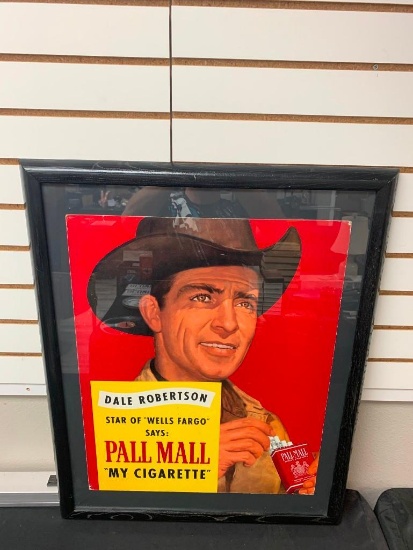 DALE ROBERTSON
STAR OF "WELLS FARGO"
SAYS:
PALL MALL
"MY CIGARETTE"
PALL MALL